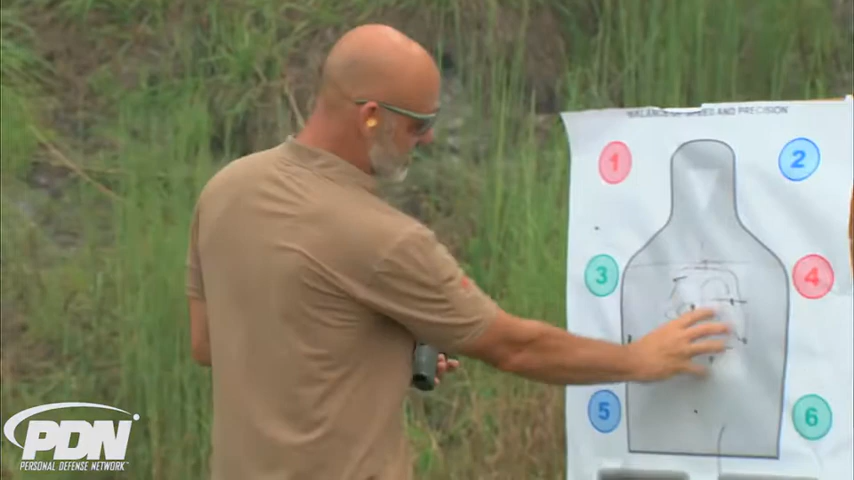 BALANCE OF SPEED AND PRECISION
1
2
3
4
5
6
PDN
PERSONAL DEFENSE NETWORK